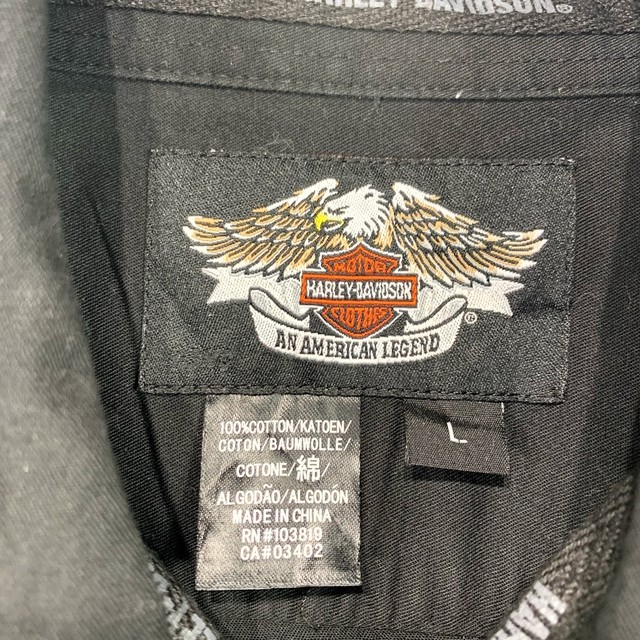 HARLEY-DAVIDSON®
MOTOR
HARLEY-DAVIDSON
CLOTHES
®
AN AMERICAN LEGEND
100%COTTON/KATOEN/
COTON/BAUMWOLLE/
COTONE/綿/
ALGODÃO/ALGODÓN
MADE IN CHINA
RN#103819
CA#03402
L
HAR